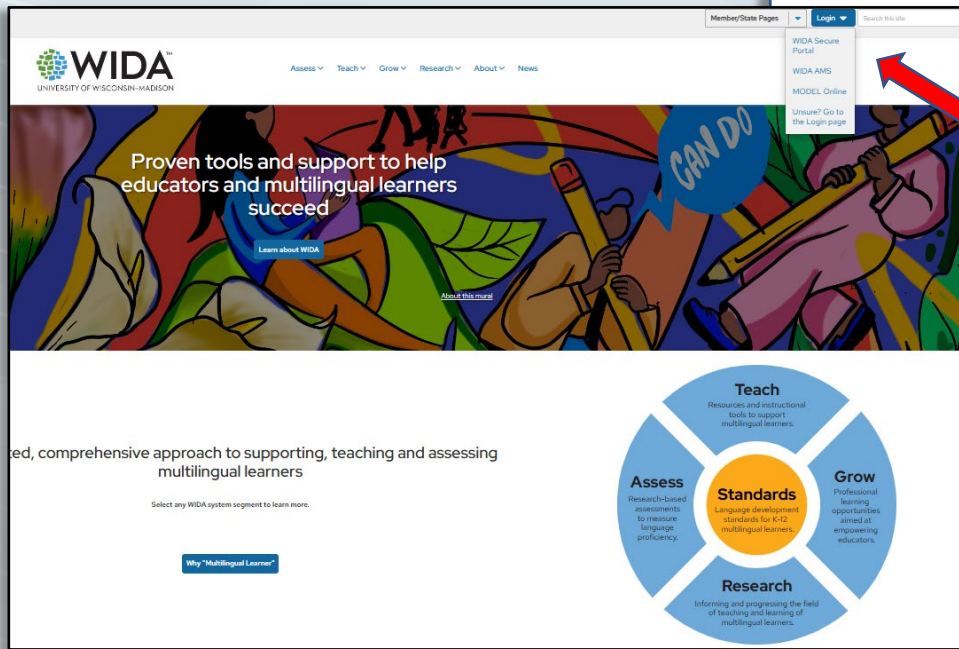 Member/State Pages
Login
Search this site
WIDA Secure
Portal
WIDA AMS
MODEL Online
Unsure? Go to
the Login page
WIDA™
UNIVERSITY OF WISCONSIN–MADISON
Assess
Teach
Grow
Research
About
News
CAN DO
Proven tools and support to help
educators and multilingual learners
succeed
Learn about WIDA
About this mural
ted, comprehensive approach to supporting, teaching and assessing
multilingual learners
Select any WIDA system segment to learn more.
Why "Multilingual Learner"
Teach
Resources and instructional
tools to support
multilingual learners.
Assess
Research-based
assessments
to measure
language
proficiency.
Standards
Language development
standards for K-12
multilingual learners.
Grow
Professional
learning
opportunities
aimed at
empowering
educators.
Research
Informing and progressing the field
of teaching and learning of
multilingual learners.